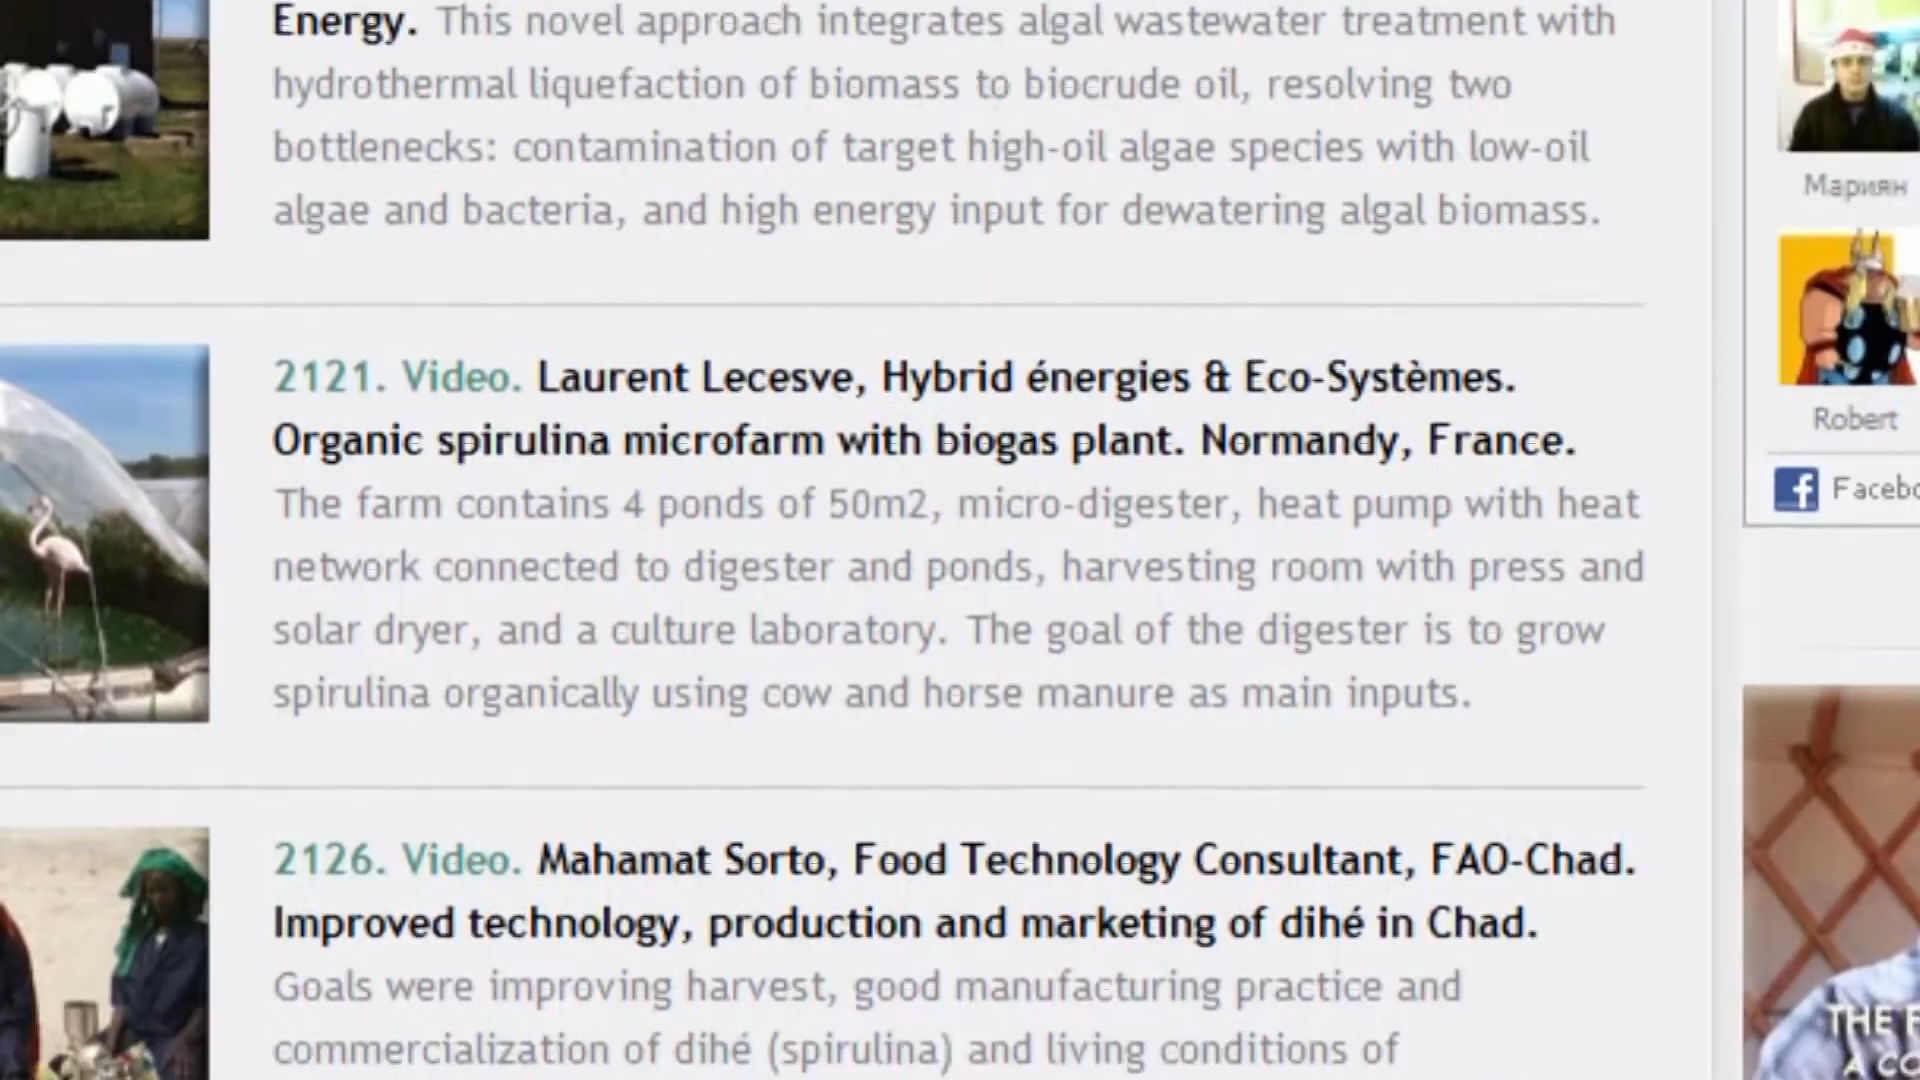 Energy. This novel approach integrates algal wastewater treatment with
hydrothermal liquefaction of biomass to biocrude oil, resolving two
bottlenecks: contamination of target high-oil algae species with low-oil
algae and bacteria, and high energy input for dewatering algal biomass.
2121. Video. Laurent Lecesve, Hybrid énergies & Eco-Systèmes.
Organic spirulina microfarm with biogas plant. Normandy, France.
The farm contains 4 ponds of 50m2, micro-digester, heat pump with heat
network connected to digester and ponds, harvesting room with press and
solar dryer, and a culture laboratory. The goal of the digester is to grow
spirulina organically using cow and horse manure as main inputs.
2126. Video. Mahamat Sorto, Food Technology Consultant, FAO-Chad.
Improved technology, production and marketing of dihé in Chad.
Goals were improving harvest, good manufacturing practice and
commercialization of dihé (spirulina) and living conditions of
Мариян
Robert
f Facebo
THE F
A CO